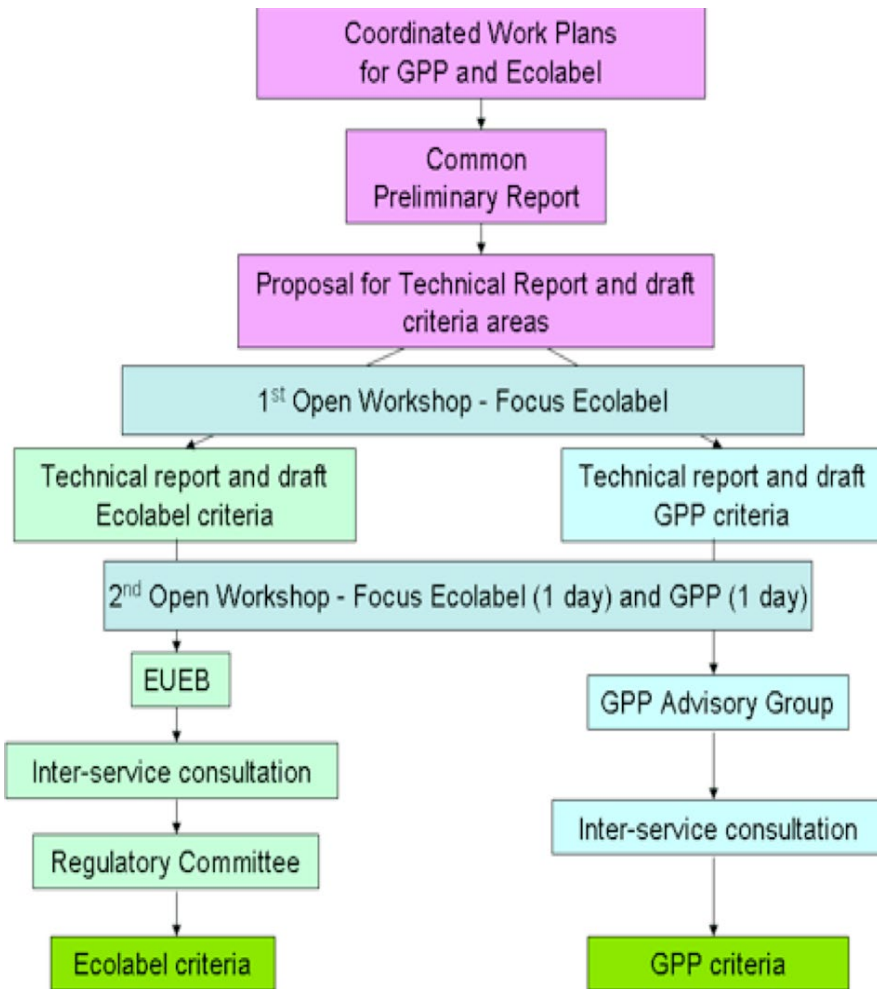 Coordinated Work Plans
for GPP and Ecolabel
Common
Preliminary Report
Proposal for Technical Report and draft
criteria areas
1st Open Workshop - Focus Ecolabel
Technical report and draft
Ecolabel criteria
Technical report and draft
GPP criteria
2nd Open Workshop - Focus Ecolabel (1 day) and GPP (1 day)
EUEB
GPP Advisory Group
Inter-service consultation
Inter-service consultation
Regulatory Committee
Ecolabel criteria
GPP criteria